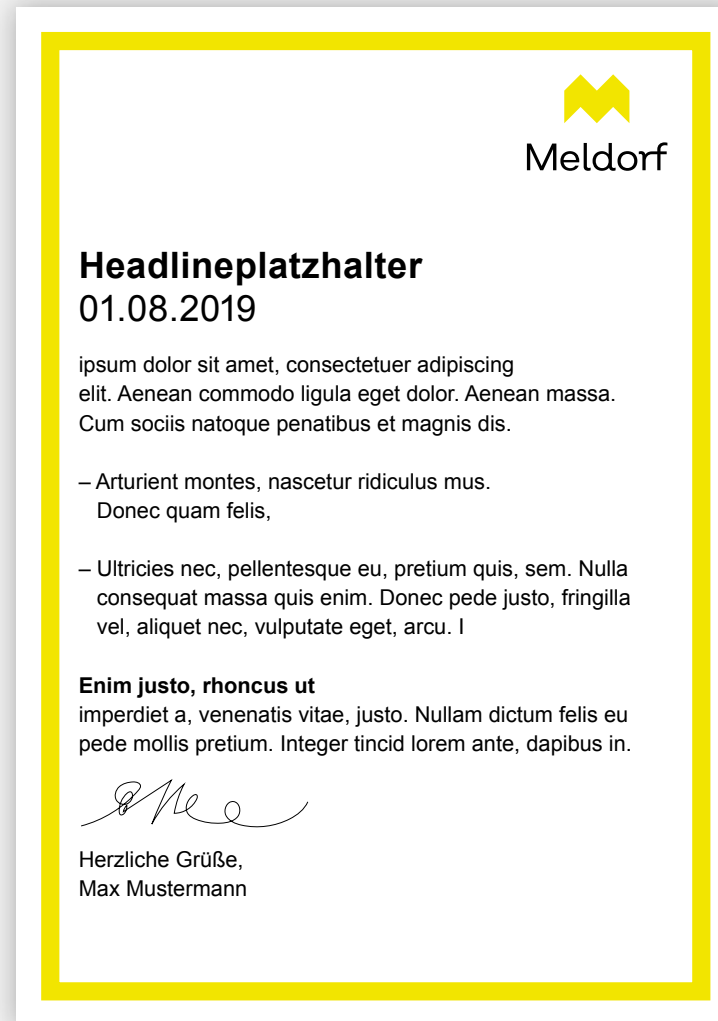 Meldorf
Headlineplatzhalter
01.08.2019
ipsum dolor sit amet, consectetuer adipiscing
elit. Aenean commodo ligula eget dolor. Aenean massa.
Cum sociis natoque penatibus et magnis dis.
– Arturient montes, nascetur ridiculus mus.
Donec quam felis,
– Ultricies nec, pellentesque eu, pretium quis, sem. Nulla
consequat massa quis enim. Donec pede justo, fringilla
vel, aliquet nec, vulputate eget, arcu. I
Enim justo, rhoncus ut
imperdiet a, venenatis vitae, justo. Nullam dictum felis eu
pede mollis pretium. Integer tincid lorem ante, dapibus in.
Herzliche Grüße,
Max Mustermann